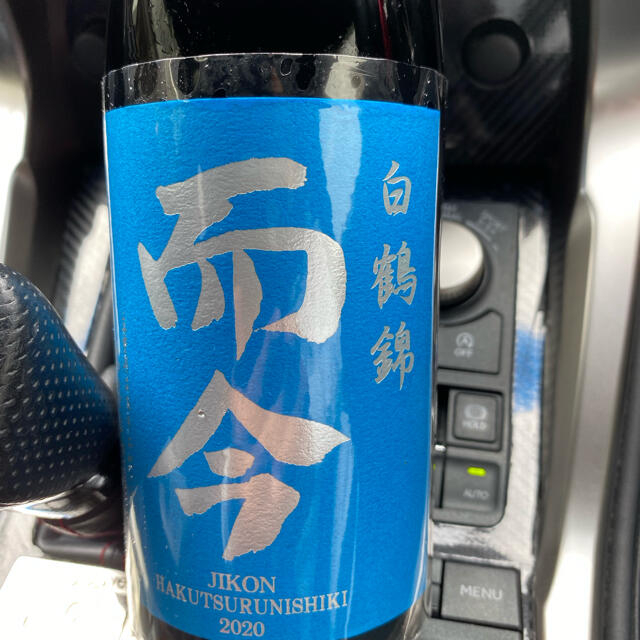 而今
白鶴錦
JIKON
HAKUTSURUNISHIKI
2020
OFF
HOLD
AUTO
MENU